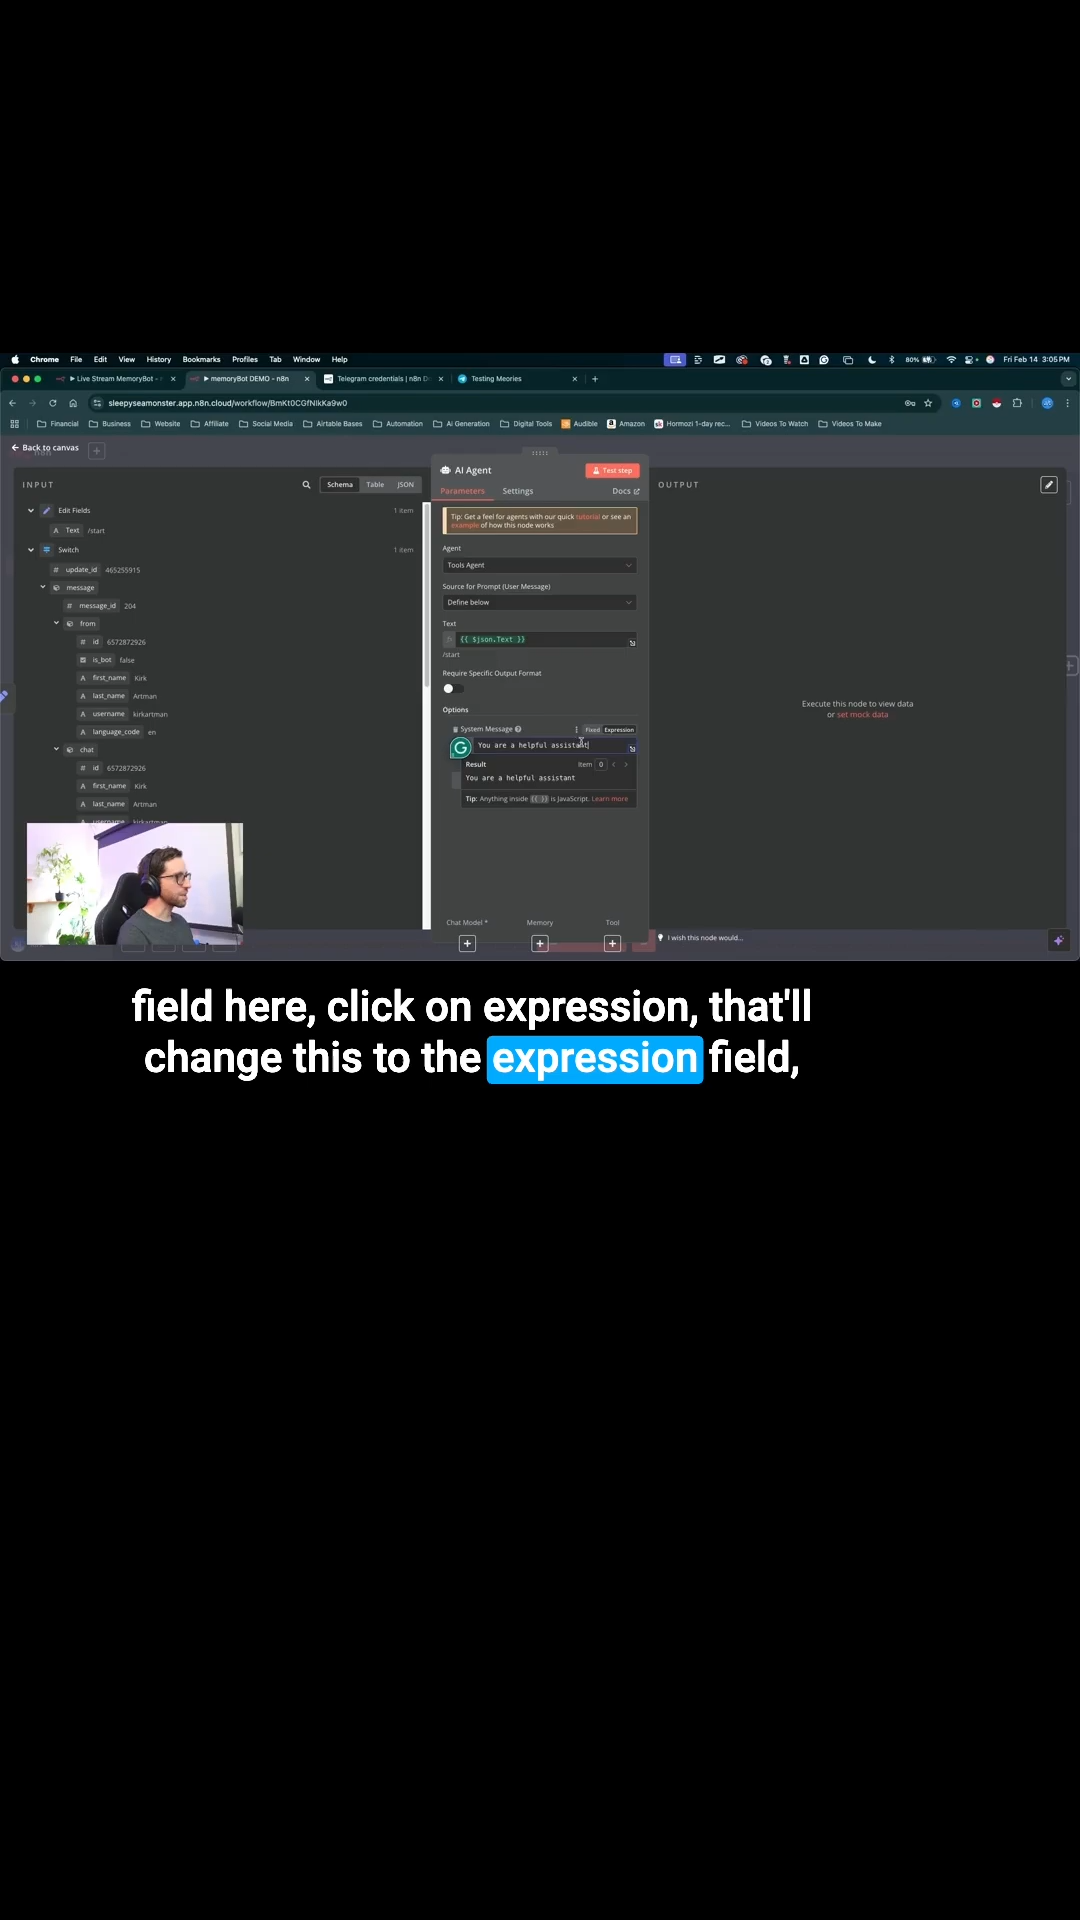 Chrome File Edit View History Bookmarks Profiles Tab Window Help
80% Fri Feb 14 3:05 PM
Live Stream MemoryBot - memoryBot DEMO - n8n Telegram credentials | n8n D Testing Meories
sleepyseamonster.app.n8n.cloud/workflow/BmKt0CGfNIkKa9w0
Financial Business Website Affiliate Social Media Airtable Bases Automation Ai Generation Digital Tools Audible Amazon Hormozi 1-day rec... Videos To Watch Videos To Make
Back to canvas
INPUT
Schema Table JSON
Edit Fields 1 item
A Text /start
Switch 1 item
# update_id 465255915
message
# message_id 204
from
# id 6572872926
is_bot false
A first_name Kirk
A last_name Artman
A username kirkartman
A language_code en
chat
# id 6572872926
A first_name Kirk
A last_name Artman
A username kirkartman
AI Agent
Test step
Parameters Settings Docs
Tip: Get a feel for agents with our quick tutorial or see an
example of how this node works
Agent
Tools Agent
Source for Prompt (User Message)
Define below
Text
{{ $json.Text }}
/start
Require Specific Output Format
Options
System Message Fixed Expression
You are a helpful assistant
Result Item 0
You are a helpful assistant
Tip: Anything inside {{ }} is JavaScript. Learn more
Chat Model * Memory Tool
I wish this node would...
OUTPUT
Execute this node to view data
or set mock data
field here, click on expression, that'll
change this to the expression field,